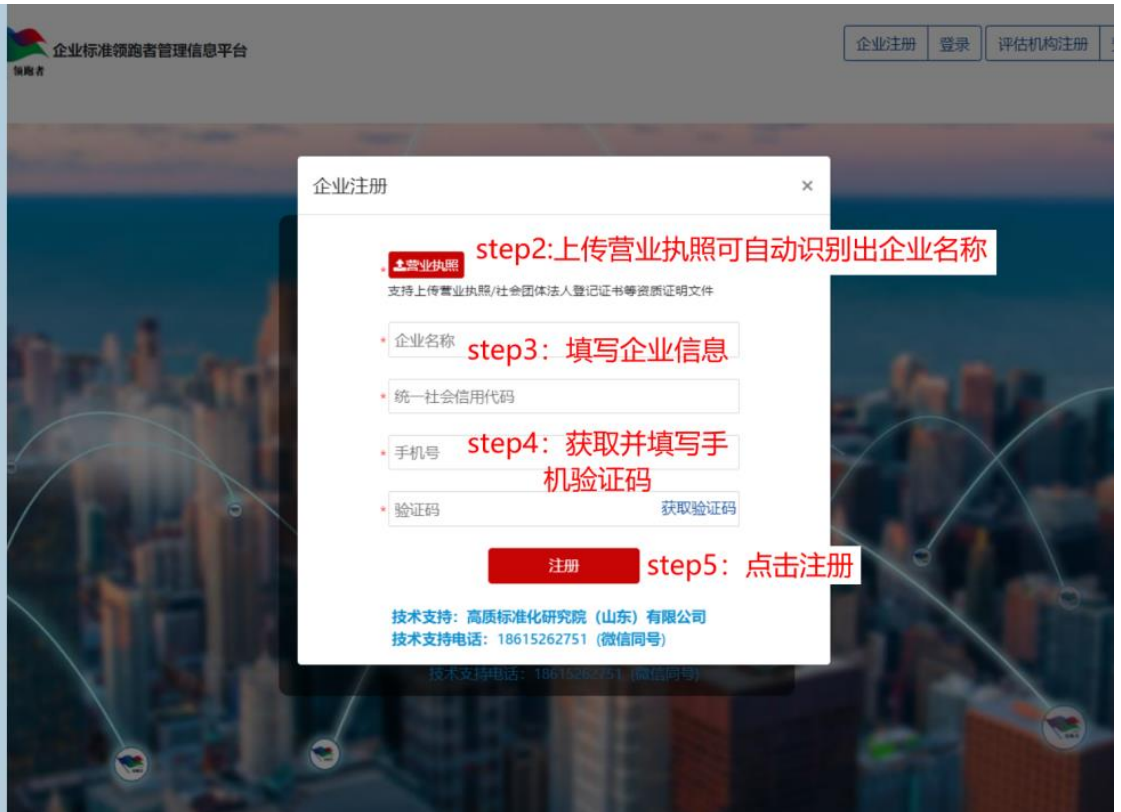 企业标准领跑者管理信息平台
领跑者
企业注册
登录
评估机构注册
企业注册
×
step2:上传营业执照可自动识别出企业名称
* 营业执照
支持上传营业执照/社会团体法人登记证书等资质证明文件
* 企业名称
step3：填写企业信息
* 统一社会信用代码
* 手机号
step4：获取并填写手
机验证码
* 验证码
获取验证码
注册
step5：点击注册
技术支持：高质标准化研究院（山东）有限公司
技术支持电话：18615262751（微信同号）
技术支持电话：18615262751（微信同号）